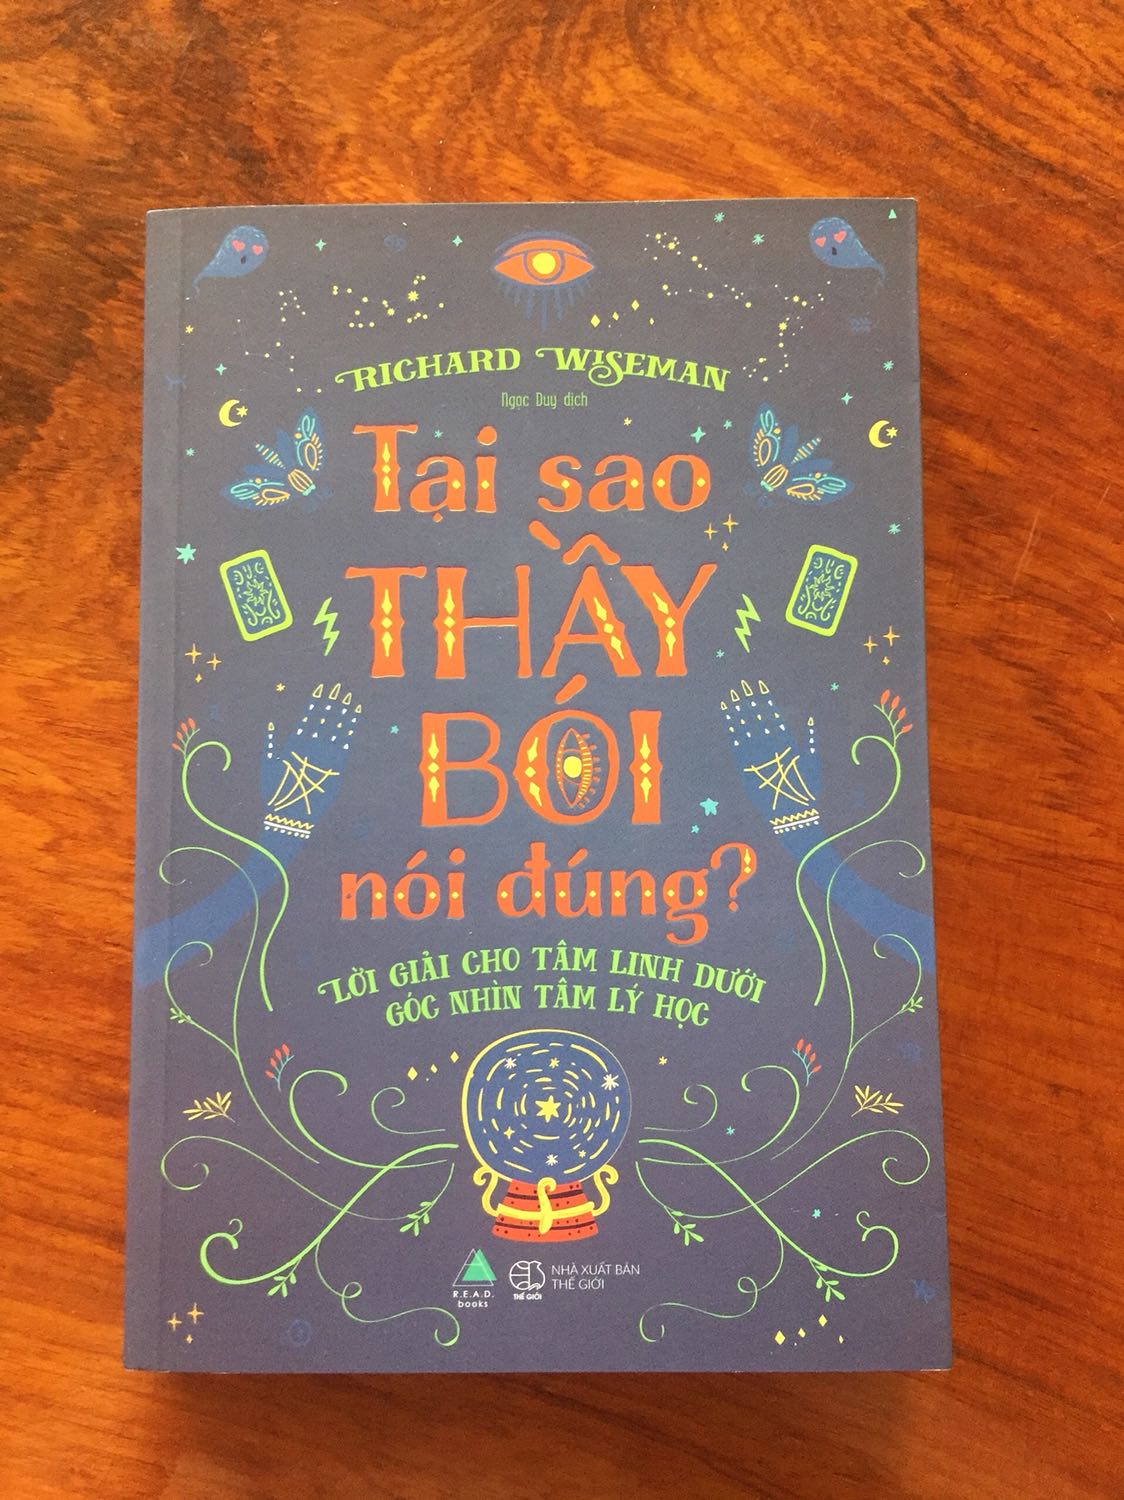 RICHARD WISEMAN
Ngọc Duy dịch
Tại sao
THẦY
BÓI
nói đúng?
LỜI GIẢI CHO TÂM LINH DƯỚI
GÓC NHÌN TÂM LÝ HỌC
R.E.A.D.
books
THẾ GIỚI
NHÀ XUẤT BẢN
THẾ GIỚI